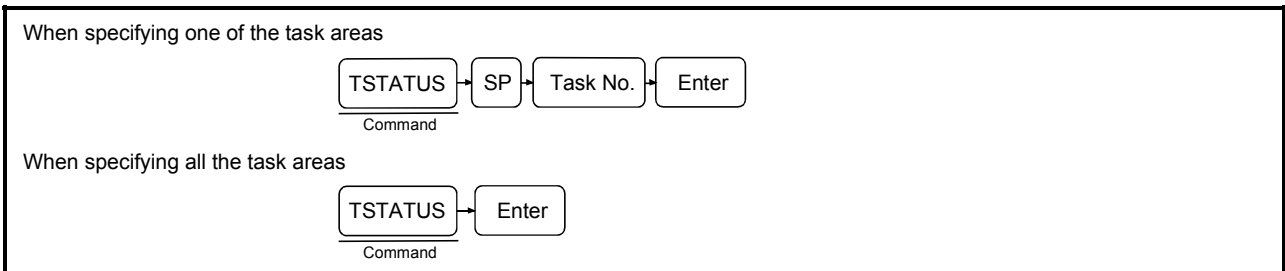 When specifying one of the task areas
TSTATUS SP Task No. Enter
Command
When specifying all the task areas
TSTATUS Enter
Command